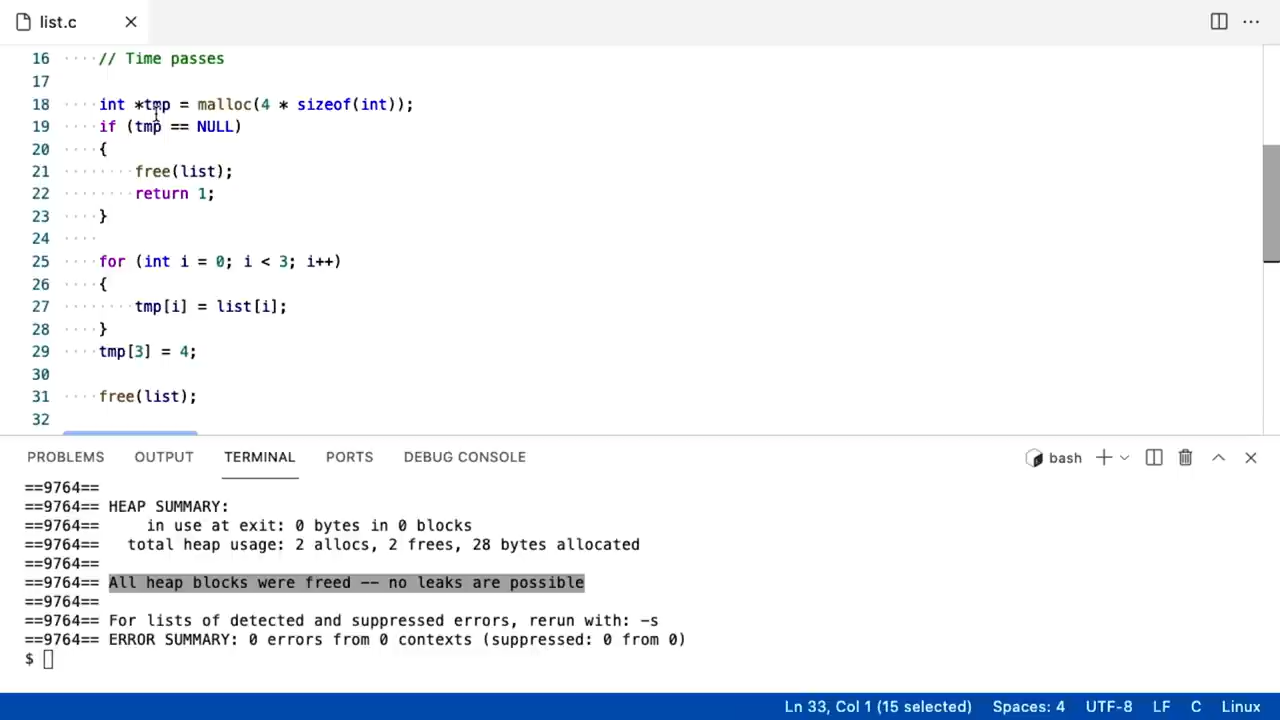 list.c
16 // Time passes
17
18 int *tmp = malloc(4 * sizeof(int));
19 if (tmp == NULL)
20 {
21 free(list);
22 return 1;
23 }
24
25 for (int i = 0; i < 3; i++)
26 {
27 tmp[i] = list[i];
28 }
29 tmp[3] = 4;
30
31 free(list);
32
PROBLEMS OUTPUT TERMINAL PORTS DEBUG CONSOLE bash
==9764==
==9764== HEAP SUMMARY:
==9764== in use at exit: 0 bytes in 0 blocks
==9764== total heap usage: 2 allocs, 2 frees, 28 bytes allocated
==9764==
==9764== All heap blocks were freed -- no leaks are possible
==9764==
==9764== For lists of detected and suppressed errors, rerun with: -s
==9764== ERROR SUMMARY: 0 errors from 0 contexts (suppressed: 0 from 0)
$
Ln 33, Col 1 (15 selected) Spaces: 4 UTF-8 LF C Linux